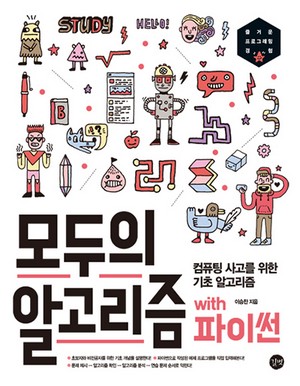 STUDY
HELLO!
즐거운
프로그래밍
경험
B
모두의
알고리즘
컴퓨팅 사고를 위한
기초 알고리즘
with
이승찬 지음
파이썬
길벗